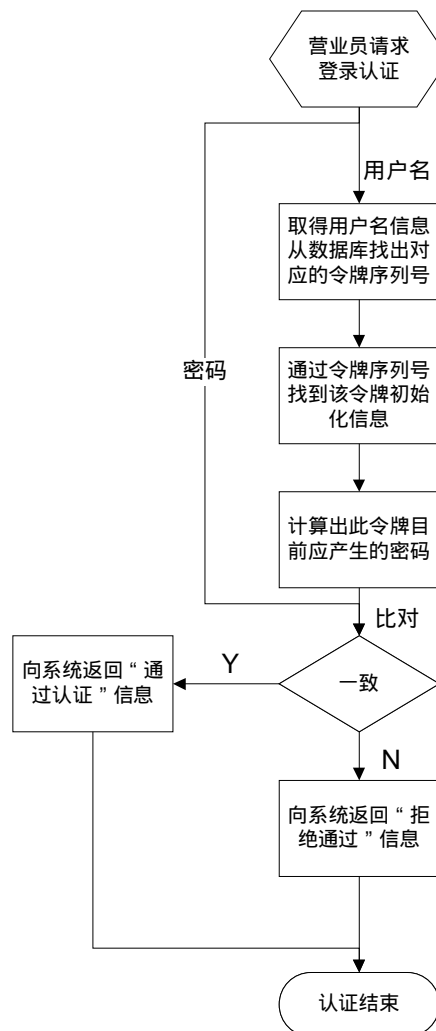 营业员请求
登录认证
用户名
取得用户名信息
从数据库找出对
应的令牌序列号
密码
通过令牌序列号
找到该令牌初始
化信息
计算出此令牌目
前应产生的密码
比对
一致
Y
向系统返回“通
过认证”信息
N
向系统返回“拒
绝通过”信息
认证结束